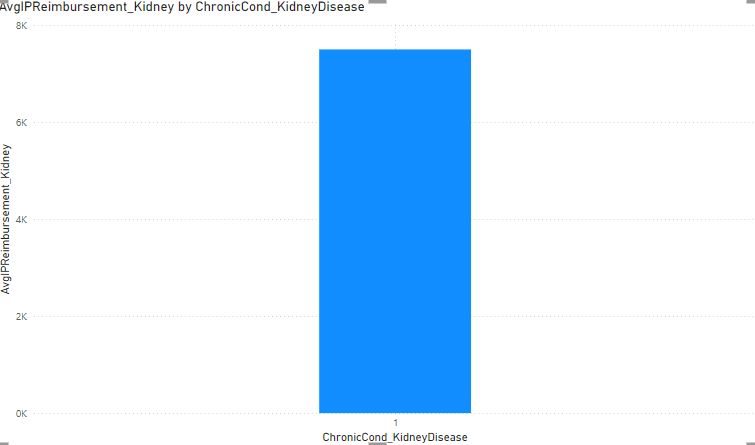 AvgIPReimbursement_Kidney by ChronicCond_KidneyDisease
8K
6K
4K
2K
0K
AvgIPReimbursement_Kidney
1
ChronicCond_KidneyDisease